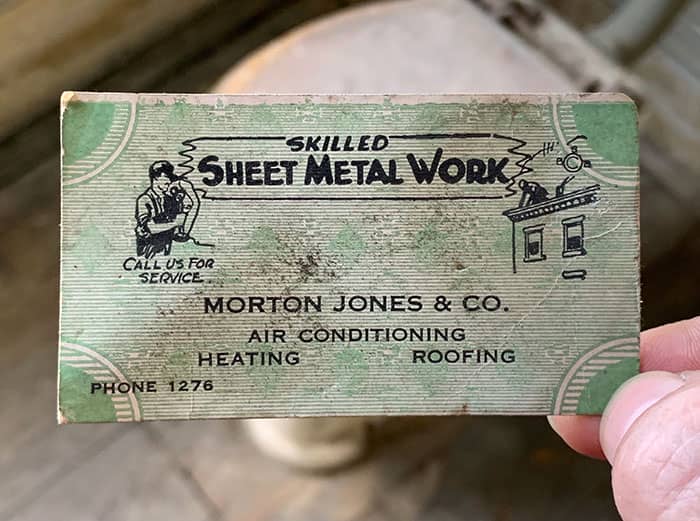 SKILLED
SHEET METAL WORK
CALL US FOR
SERVICE
MORTON JONES & CO.
AIR CONDITIONING
HEATING ROOFING
PHONE 1276